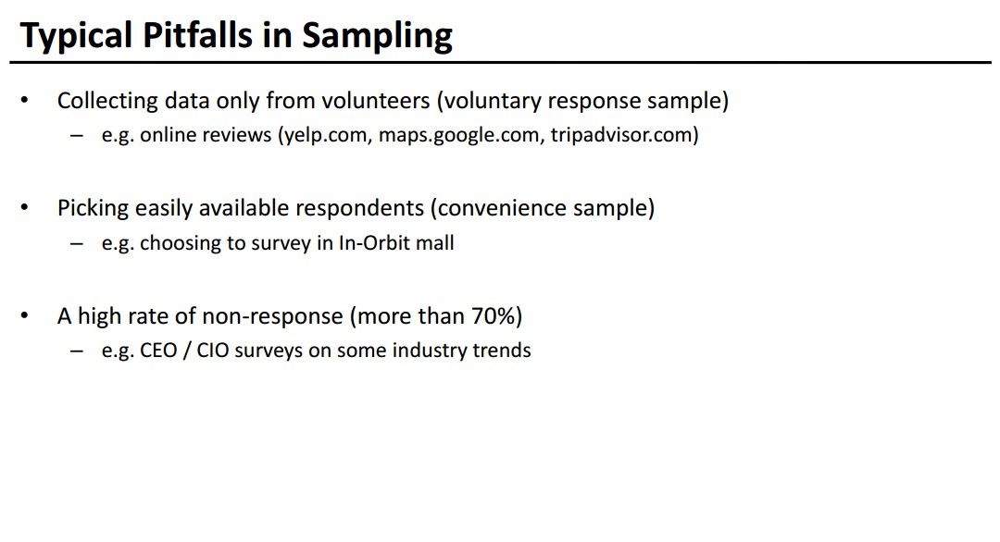 Typical Pitfalls in Sampling
• Collecting data only from volunteers (voluntary response sample)
– e.g. online reviews (yelp.com, maps.google.com, tripadvisor.com)
• Picking easily available respondents (convenience sample)
– e.g. choosing to survey in In-Orbit mall
• A high rate of non-response (more than 70%)
– e.g. CEO / CIO surveys on some industry trends